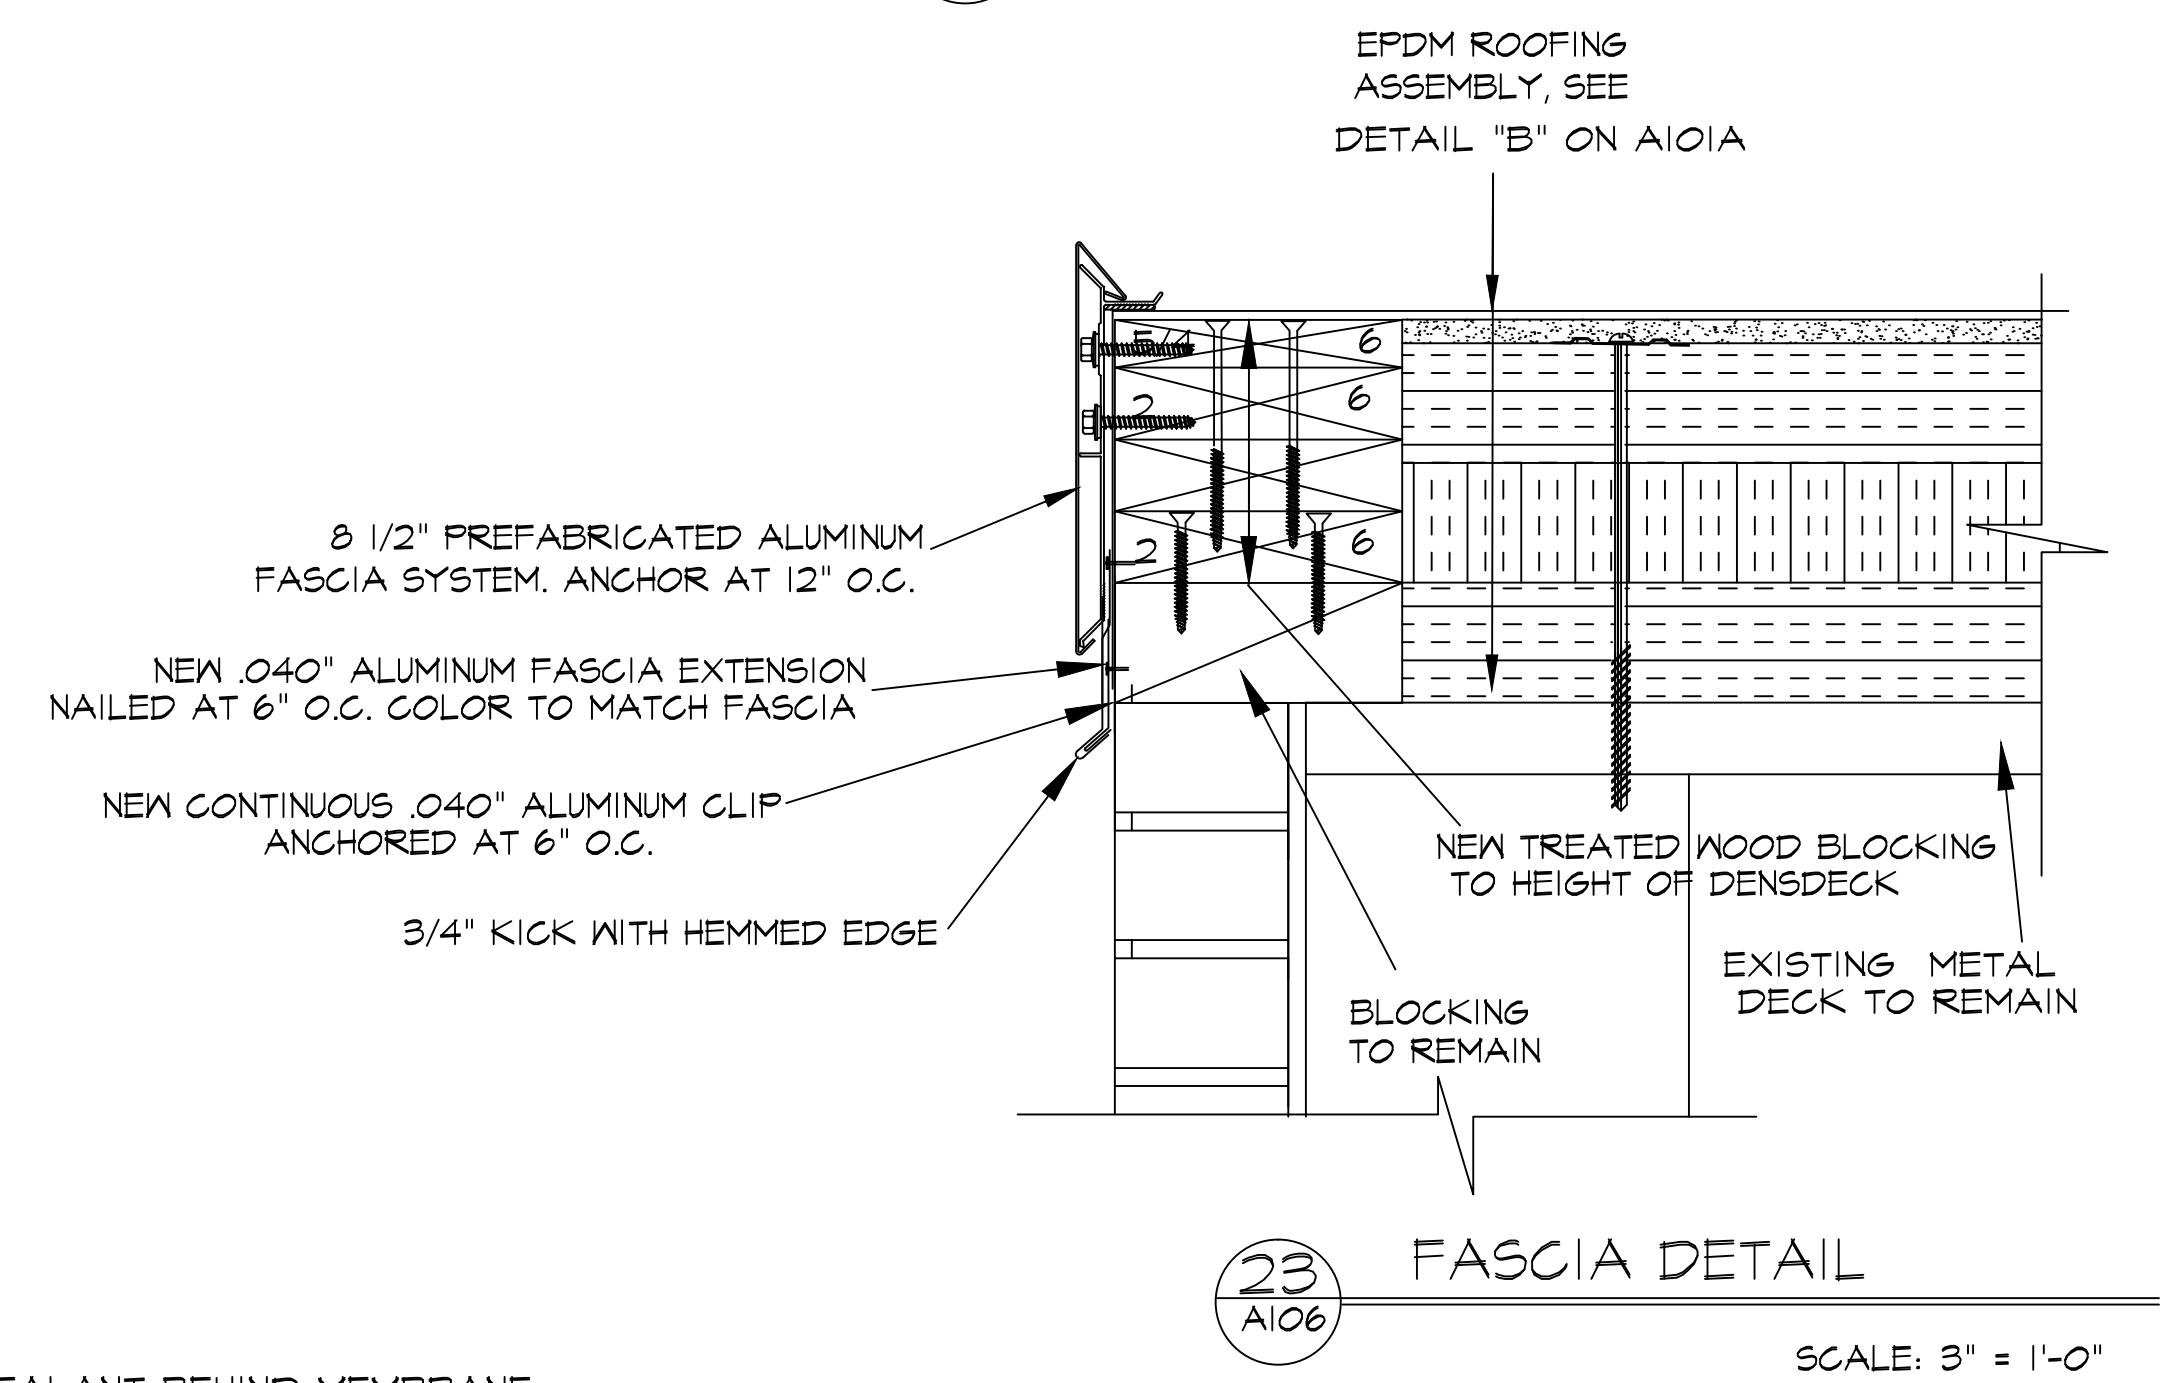 EPDM ROOFING
ASSEMBLY, SEE
DETAIL "B" ON A101A
6
2 6
2 6
8 1/2" PREFABRICATED ALUMINUM
FASCIA SYSTEM. ANCHOR AT 12" O.C.
NEW .040" ALUMINUM FASCIA EXTENSION
NAILED AT 6" O.C. COLOR TO MATCH FASCIA
NEW CONTINUOUS .040" ALUMINUM CLIP
ANCHORED AT 6" O.C.
3/4" KICK WITH HEMMED EDGE
NEW TREATED WOOD BLOCKING
TO HEIGHT OF DENSDECK
EXISTING METAL
DECK TO REMAIN
BLOCKING
TO REMAIN
23
A106
FASCIA DETAIL
SCALE: 3" = 1'-0"
BEHIND MEMBRANE